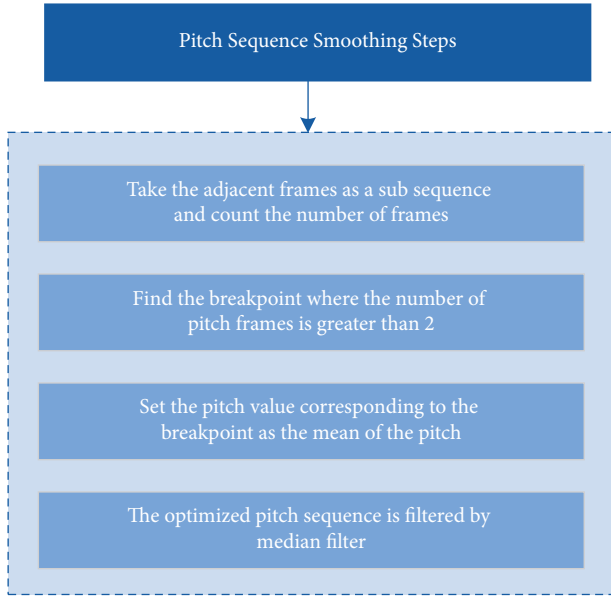 Pitch Sequence Smoothing Steps
Take the adjacent frames as a sub sequence
and count the number of frames
Find the breakpoint where the number of
pitch frames is greater than 2
Set the pitch value corresponding to the
breakpoint as the mean of the pitch
The optimized pitch sequence is filtered by
median filter